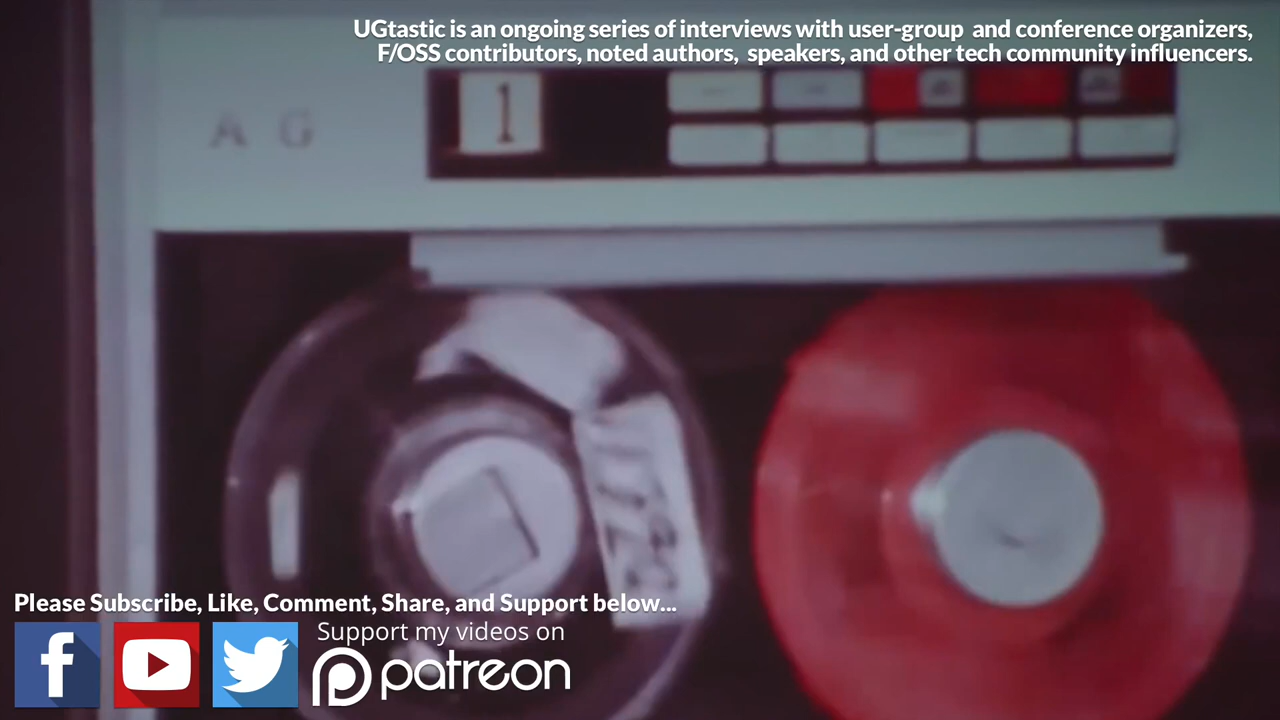 UGtastic is an ongoing series of interviews with user-group and conference organizers,
F/OSS contributors, noted authors, speakers, and other tech community influencers.
A G
1
Please Subscribe, Like, Comment, Share, and Support below...
Support my videos on
patreon